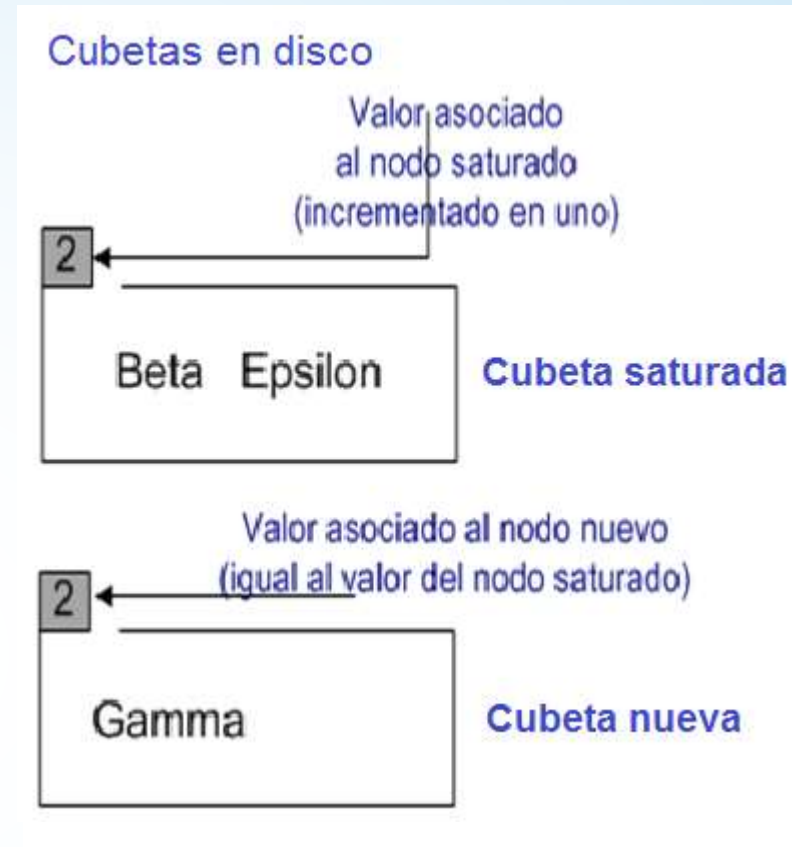 Cubetas en disco
Valor asociado
al nodo saturado
(incrementado en uno)
2
Beta Epsilon
Cubeta saturada
Valor asociado al nodo nuevo
(igual al valor del nodo saturado)
2
Gamma
Cubeta nueva